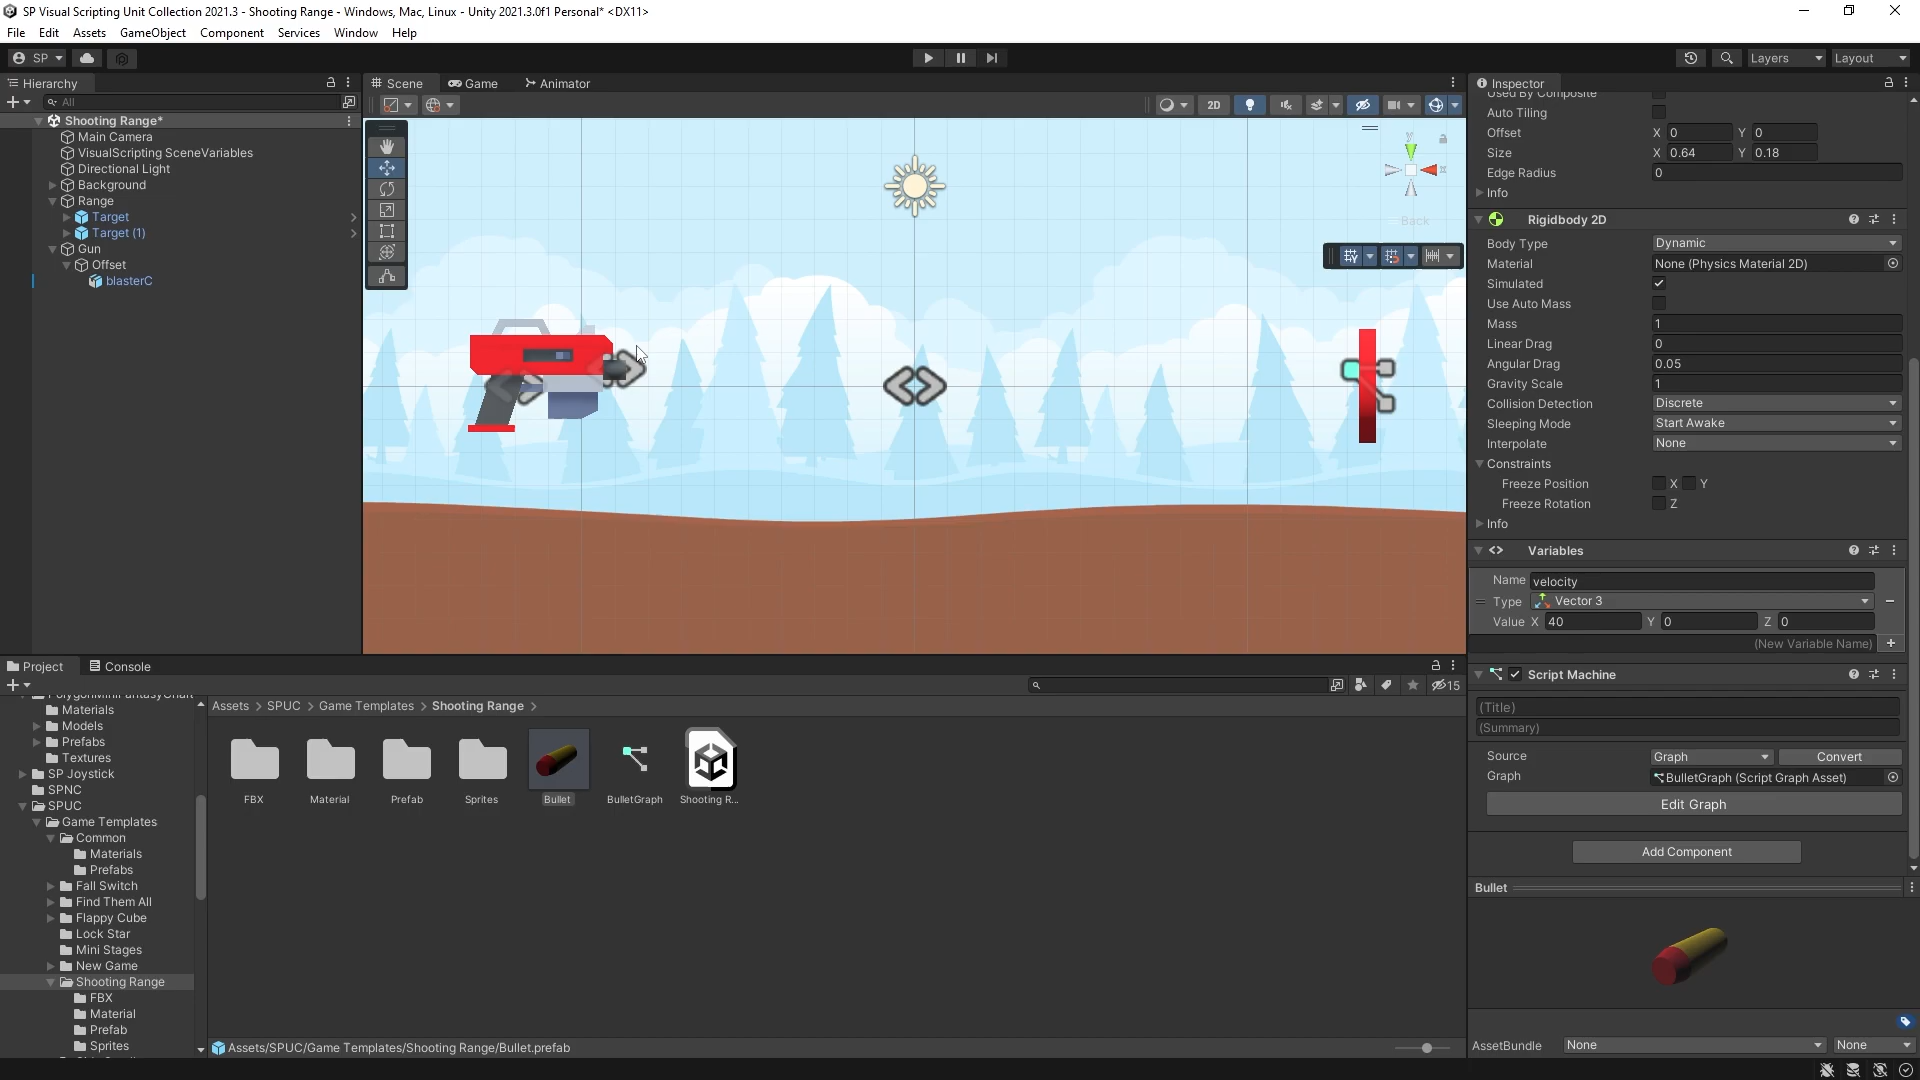 SP Visual Scripting Unit Collection 2021.3 - Shooting Range - Windows, Mac, Linux - Unity 2021.3.0f1 Personal* <DX11>
File Edit Assets GameObject Component Services Window Help
SP
Layers
Layout
Hierarchy
All
Shooting Range*
Main Camera
VisualScripting SceneVariables
Directional Light
Background
Range
Target
Target (1)
Gun
Offset
blasterC
Scene
Game
Animator
2D
y
Back
Inspector
Used By Composite
Auto Tiling
Offset X 0 Y 0
Size X 0.64 Y 0.18
Edge Radius 0
Info
Rigidbody 2D
Body Type Dynamic
Material None (Physics Material 2D)
Simulated
Use Auto Mass
Mass 1
Linear Drag 0
Angular Drag 0.05
Gravity Scale 1
Collision Detection Discrete
Sleeping Mode Start Awake
Interpolate None
Constraints
Freeze Position X Y
Freeze Rotation Z
Info
Variables
Name velocity
Type Vector 3
Value X 40 Y 0 Z 0
(New Variable Name)
Script Machine
(Title)
(Summary)
Source Graph Convert
Graph BulletGraph (Script Graph Asset)
Edit Graph
Add Component
Bullet
AssetBundle None None
Project
Console
15
Materials
Models
Prefabs
Textures
SP Joystick
SPNC
SPUC
Game Templates
Common
Materials
Prefabs
Fall Switch
Find Them All
Flappy Cube
Lock Star
Mini Stages
New Game
Shooting Range
FBX
Material
Prefab
Sprites
Assets > SPUC > Game Templates > Shooting Range >
FBX
Material
Prefab
Sprites
Bullet
BulletGraph
Shooting R...
Assets/SPUC/Game Templates/Shooting Range/Bullet.prefab